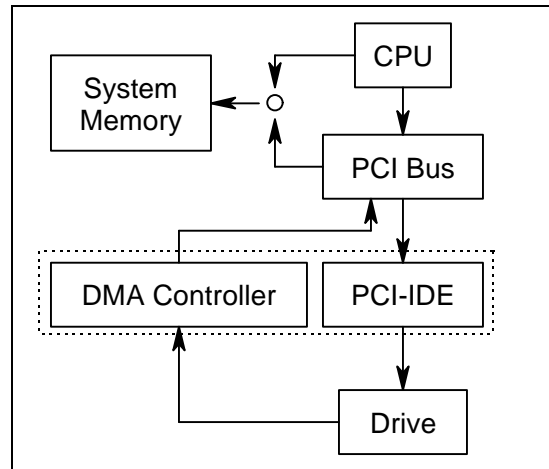 CPU
System
Memory
PCI Bus
DMA Controller
PCI-IDE
Drive